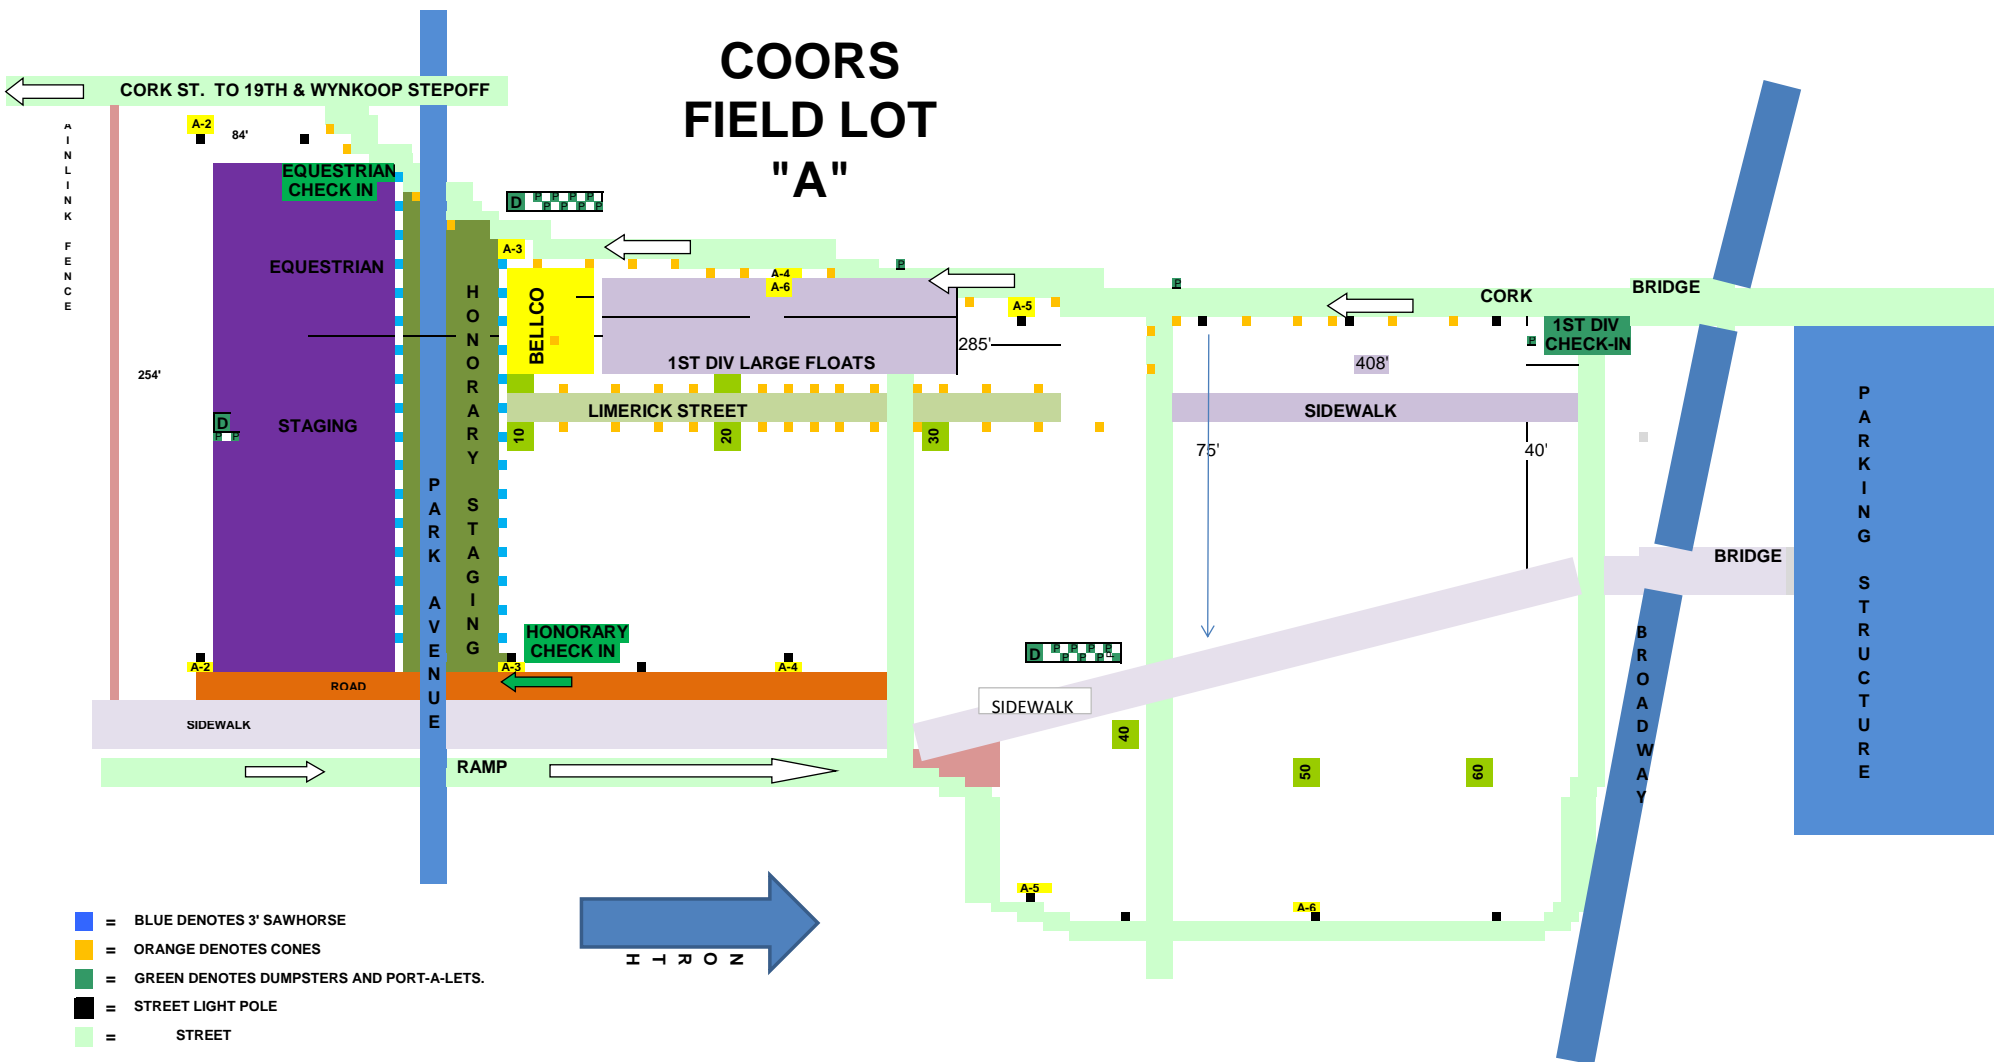 COORS
FIELD LOT
"A"
CORK ST. TO 19TH & WYNKOOP STEPOFF
AINLINK FENCE
A-2
84'
EQUESTRIAN
CHECK IN
D P P P P
P P P P
A-3
EQUESTRIAN
HONORARY STAGING
BELLCO
A-4
A-6
P
A-5
P
CORK
BRIDGE
1ST DIV
CHECK-IN
P
285'
1ST DIV LARGE FLOATS
408'
254'
LIMERICK STREET
SIDEWALK
D
P P
STAGING
10
20
30
75'
40'
PARK AVENUE
PARKING STRUCTURE
BRIDGE
BROADWAY
HONORARY
CHECK IN
D P P P P
P P P P
A-2
A-3
A-4
ROAD
SIDEWALK
SIDEWALK
40
RAMP
50
60
A-5
A-6
NORTH
= BLUE DENOTES 3' SAWHORSE
= ORANGE DENOTES CONES
= GREEN DENOTES DUMPSTERS AND PORT-A-LETS.
= STREET LIGHT POLE
= STREET